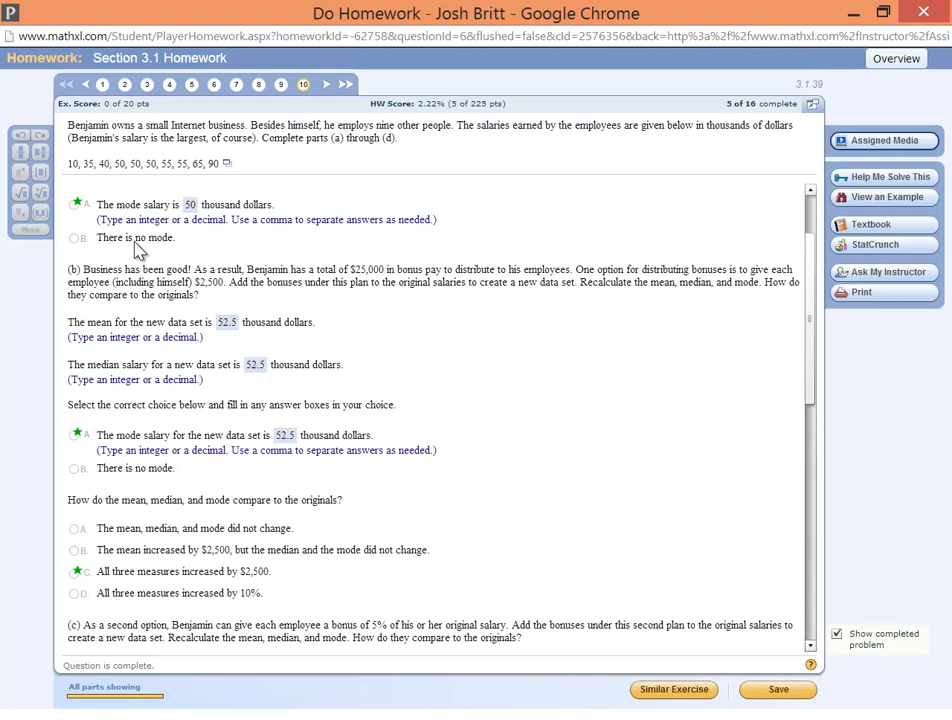 P
Do Homework - Josh Britt - Google Chrome
www.mathxl.com/Student/PlayerHomework.aspx?homeworkId=-62758&questionId=6&flushed=false&cId=2576356&back=http%3a%2f%2fwww.mathxl.com%2fInstructor%2fAssi
Homework: Section 3.1 Homework
Overview
1 2 3 4 5 6 7 8 9 10
3.1.39
Ex. Score: 0 of 20 pts
HW Score: 2.22% (5 of 225 pts)
5 of 16 complete
Benjamin owns a small Internet business. Besides himself, he employs nine other people. The salaries earned by the employees are given below in thousands of dollars
(Benjamin's salary is the largest, of course). Complete parts (a) through (d).
10, 35, 40, 50, 50, 50, 55, 55, 65, 90
A. The mode salary is 50 thousand dollars.
(Type an integer or a decimal. Use a comma to separate answers as needed.)
B. There is no mode.
(b) Business has been good! As a result, Benjamin has a total of $25,000 in bonus pay to distribute to his employees. One option for distributing bonuses is to give each
employee (including himself) $2,500. Add the bonuses under this plan to the original salaries to create a new data set. Recalculate the mean, median, and mode. How do
they compare to the originals?
The mean for the new data set is 52.5 thousand dollars.
(Type an integer or a decimal.)
The median salary for a new data set is 52.5 thousand dollars.
(Type an integer or a decimal.)
Select the correct choice below and fill in any answer boxes in your choice.
A. The mode salary for the new data set is 52.5 thousand dollars.
(Type an integer or a decimal. Use a comma to separate answers as needed.)
B. There is no mode.
How do the mean, median, and mode compare to the originals?
A. The mean, median, and mode did not change.
B. The mean increased by $2,500, but the median and the mode did not change.
C. All three measures increased by $2,500.
D. All three measures increased by 10%.
(c) As a second option, Benjamin can give each employee a bonus of 5% of his or her original salary. Add the bonuses under this second plan to the original salaries to
create a new data set. Recalculate the mean, median, and mode. How do they compare to the originals?
Question is complete.
?
All parts showing
Similar Exercise
Save
More
Assigned Media
Help Me Solve This
View an Example
Textbook
StatCrunch
Ask My Instructor
Print
Show completed
problem